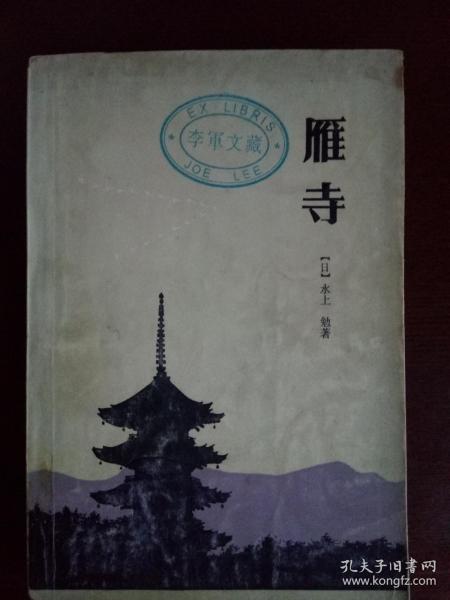 EX LIBRIS
李軍文藏
JOE LEE
雁寺
【日】水上 勉著
孔夫子旧书网
www.kongfz.com